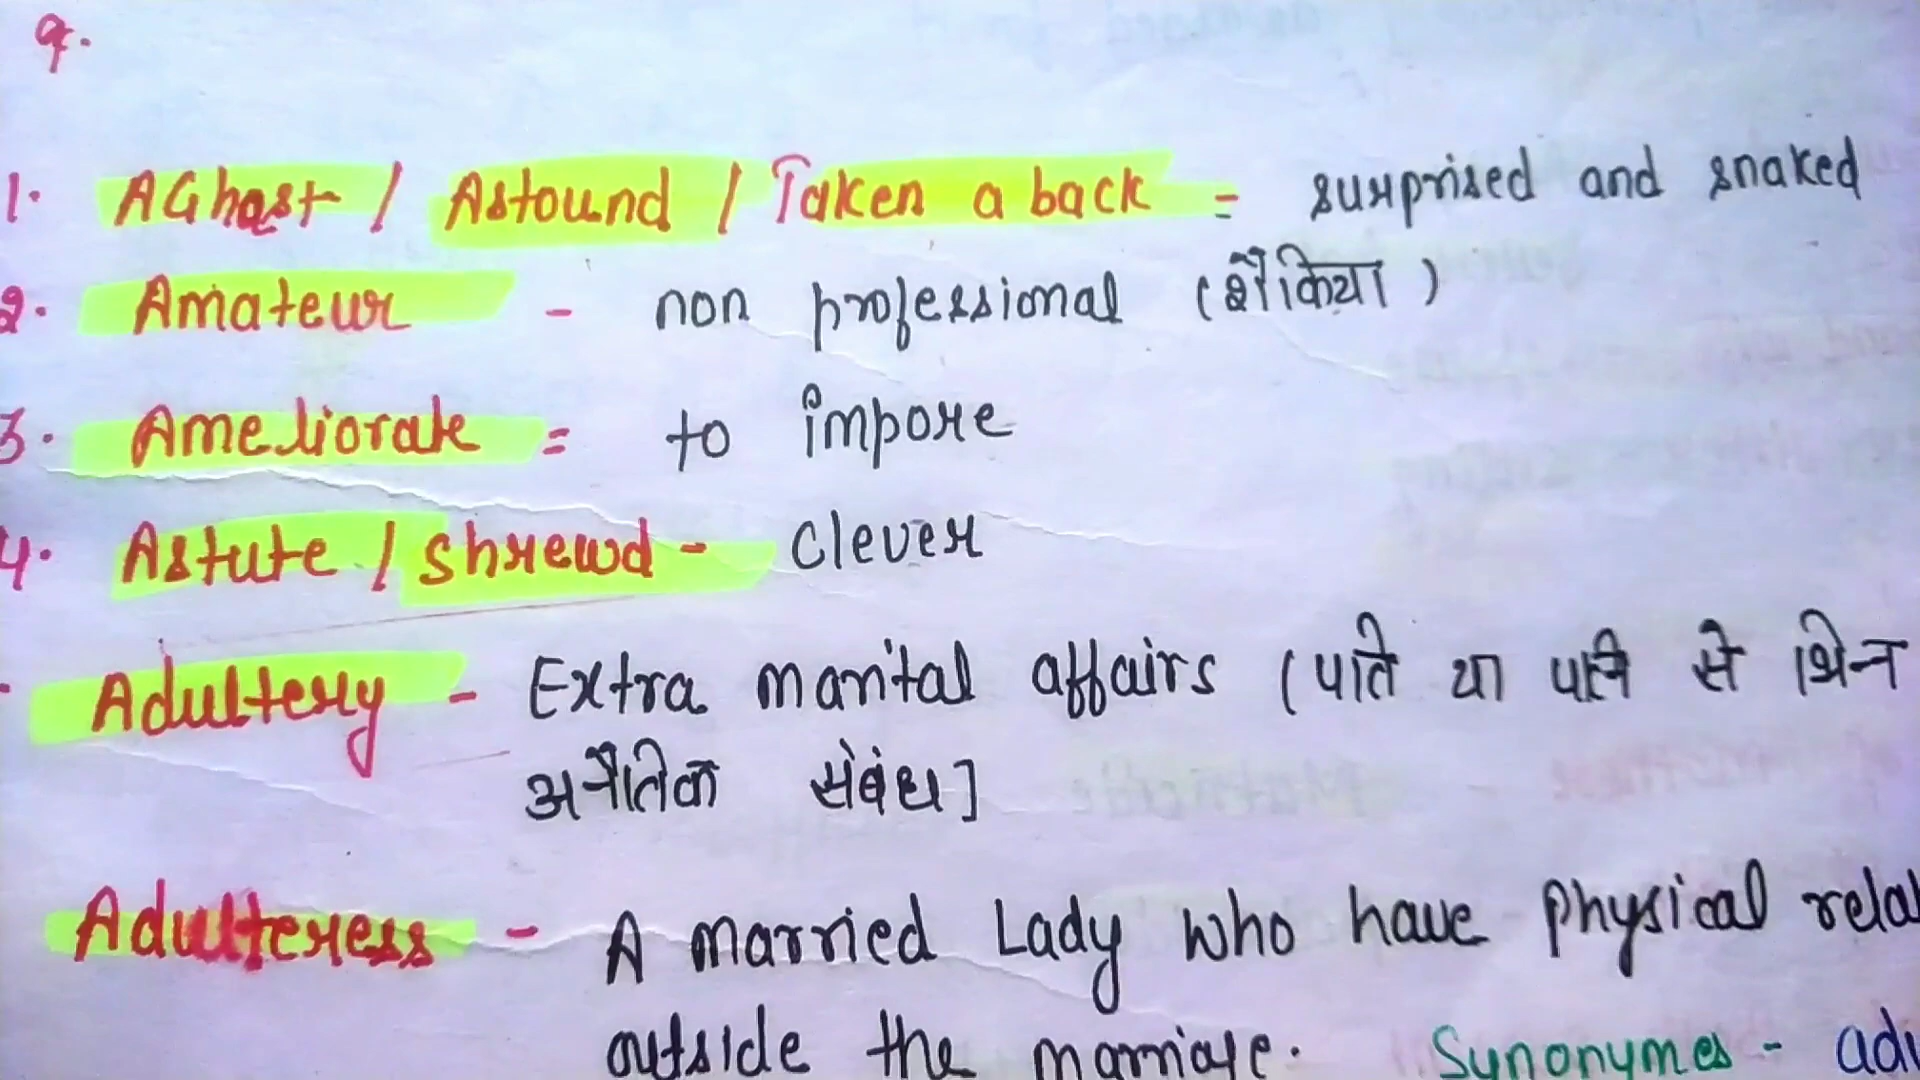 9.
1. AGhast / Astound / Taken a back = surprised and snaked
2. Amateur - non professional (शौकिया)
3. Ameliorate = to impore
4. Astute / shrewd - clever
Adultery - Extra marital affairs (पति या पत्नि से भिन
अनैतिक संबंध]
Adulteress - A married Lady who have physical relat
outside the marriage. Synonymes - adu